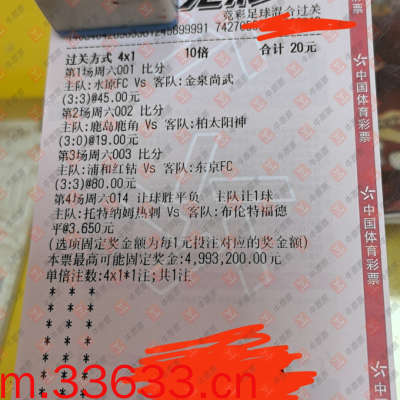 竞彩足球混合过关
过关方式 4x1 10倍 合计 20元
第1场周六001 比分
主队:水原FC Vs 客队:金泉尚武
(3:3)@45.00元
第2场周六002 比分
主队:鹿岛鹿角 Vs 客队:柏太阳神
(3:0)@19.00元
第3场周六003 比分
主队:浦和红钻 Vs 客队:东京FC
(3:3)@80.00元
第4场周六014 让球胜平负 主队让1球
主队:托特纳姆热刺 Vs 客队:布伦特福德
平@3.650元
(选项固定奖金额为每1元投注对应的奖金额)
本票最高可能固定奖金:4,993,200.00元
单倍注数:4x1*1注;共1注
* * *
* * *
* * *
* * *
* * *
* * *
* * *
中国体育彩票
中国体育彩票
m.33633.cn